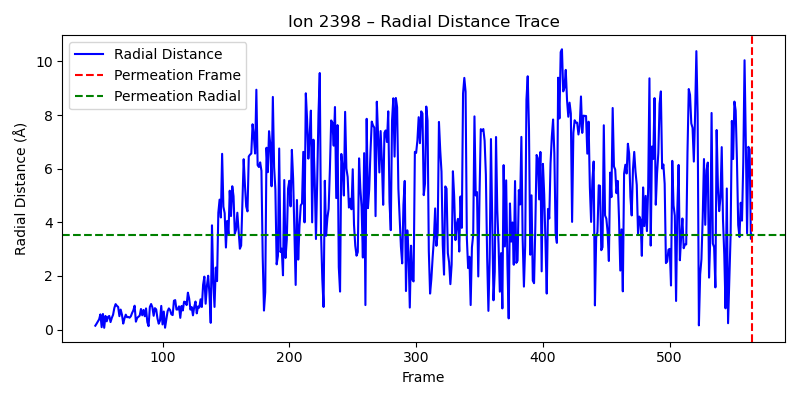 Ion 2398 – Radial Distance Trace
Radial Distance
Permeation Frame
Permeation Radial
Radial Distance (Å)
10
8
6
4
2
0
100 200 300 400 500
Frame